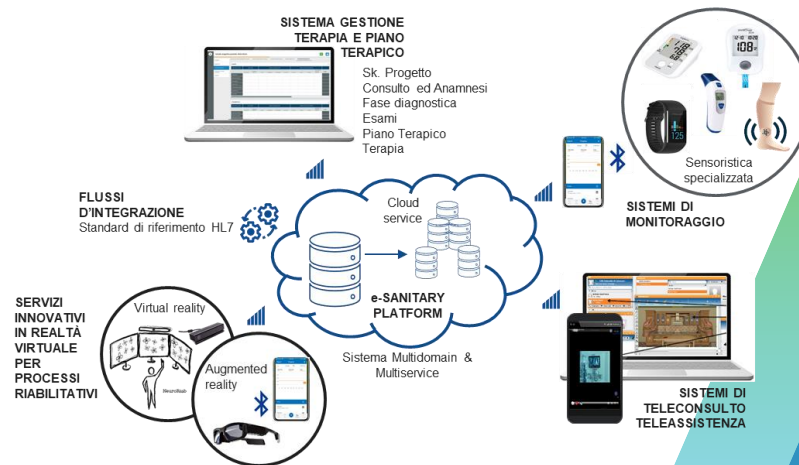 SISTEMA GESTIONE
TERAPIA E PIANO
TERAPICO
Sk. Progetto
Consulto ed Anamnesi
Fase diagnostica
Esami
Piano Terapico
Terapia
108
125
Sensoristica
specializzata
SISTEMI DI
MONITORAGGIO
FLUSSI
D'INTEGRAZIONE
Standard di riferimento HL7
Cloud
service
e-SANITARY
PLATFORM
Sistema Multidomain &
Multiservice
SERVIZI
INNOVATIVI
IN REALTÀ
VIRTUALE
PER
PROCESSI
RIABILITATIVI
Virtual reality
Augmented
reality
SISTEMI DI
TELECONSULTO
TELEASSISTENZA